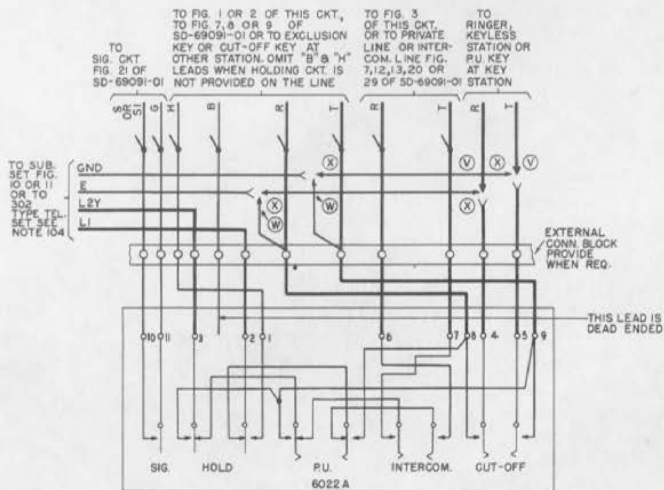 TO
SIG. CKT
FIG. 21 OF
SD-69091-01
TO FIG. 1 OR 2 OF THIS CKT.,
TO FIG. 7, 8 OR 9 OF
SD-69091-01 OR TO EXCLUSION
KEY OR CUT-OFF KEY AT
OTHER STATION. OMIT "B" & "H"
LEADS WHEN HOLDING CKT. IS
NOT PROVIDED ON THE LINE
TO FIG. 3
OF THIS CKT.
OR TO PRIVATE
LINE OR INTER-
COM. LINE FIG.
7,12,13,20 OR
29 OF SD-69091-01
TO
RINGER,
KEYLESS
STATION OR
P.U. KEY
AT KEY
STATION
S OR S1 G H B R T R T R T
X V X V
TO SUB.
SET FIG.
10 OR 11
OR TO
302
TYPE TEL.
SET SEE
NOTE 104
GND
E
L2Y
L1
X W W X
EXTERNAL
CONN. BLOCK
PROVIDE
WHEN REQ.
THIS LEAD IS
DEAD ENDED
10 11 3 2 1 6 7 8 4 5 9
SIG. HOLD P.U. INTERCOM. CUT-OFF
6022A